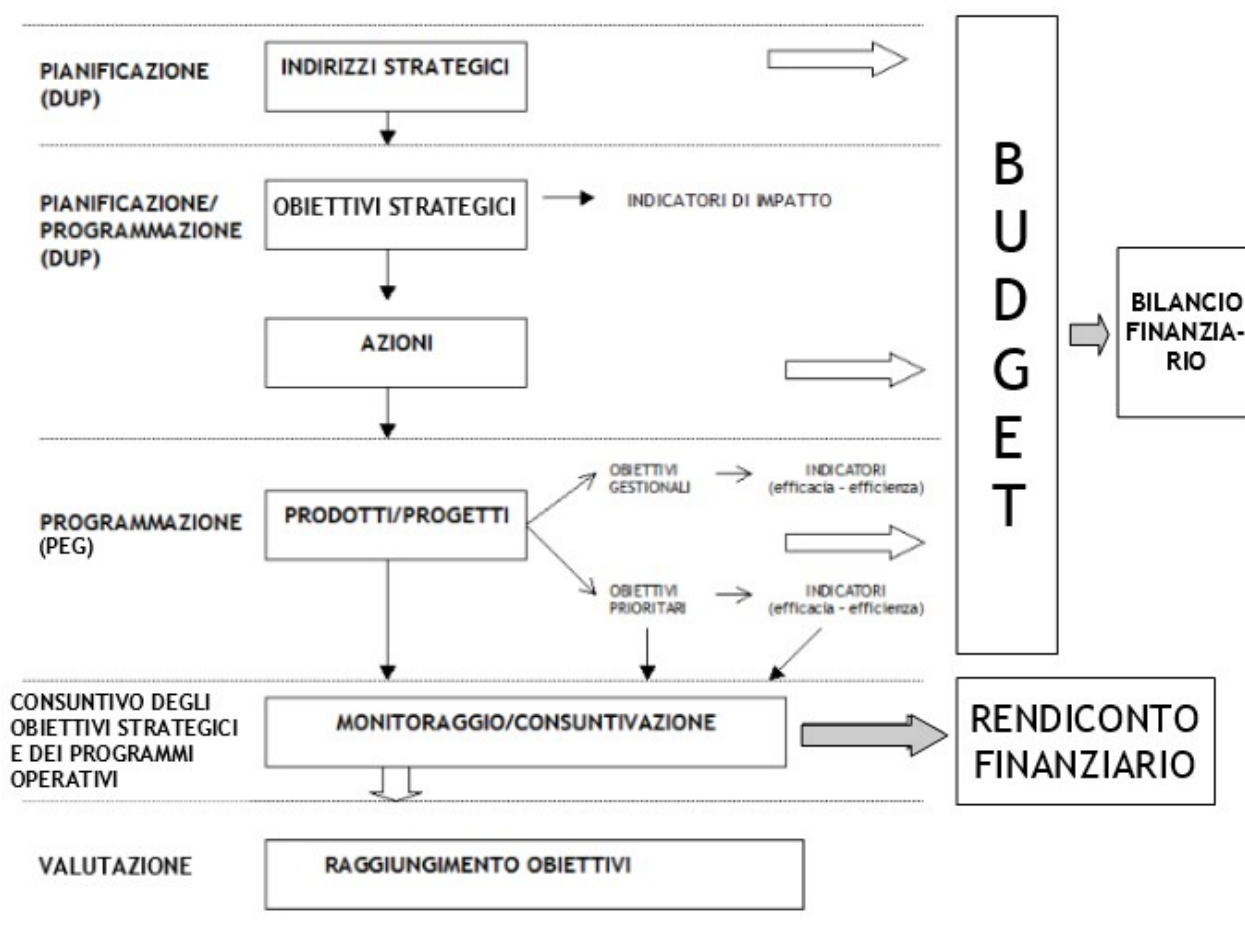 PIANIFICAZIONE
(DUP)
INDIRIZZI STRATEGICI
PIANIFICAZIONE/
PROGRAMMAZIONE
(DUP)
OBIETTIVI STRATEGICI
INDICATORI DI IMPATTO
AZIONI
PROGRAMMAZIONE
(PEG)
PRODOTTI/PROGETTI
OBIETTIVI
GESTIONALI
INDICATORI
(efficacia - efficienza)
OBIETTIVI
PRIORITARI
INDICATORI
(efficacia - efficienza)
B
U
D
G
E
T
BILANCIO
FINANZIA-
RIO
CONSUNTIVO DEGLI
OBIETTIVI STRATEGICI
E DEI PROGRAMMI
OPERATIVI
MONITORAGGIO/CONSUNTIVAZIONE
RENDICONTO
FINANZIARIO
VALUTAZIONE
RAGGIUNGIMENTO OBIETTIVI